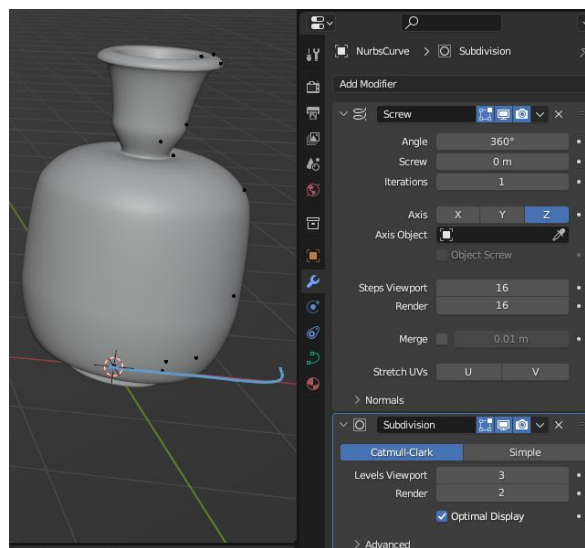 NurbsCurve > Subdivision
Add Modifier
Screw
Angle 360°
Screw 0 m
Iterations 1
Axis X Y Z
Axis Object
Object Screw
Steps Viewport 16
Render 16
Merge 0.01 m
Stretch UVs U V
> Normals
Subdivision
Catmull-Clark Simple
Levels Viewport 3
Render 2
Optimal Display
> Advanced